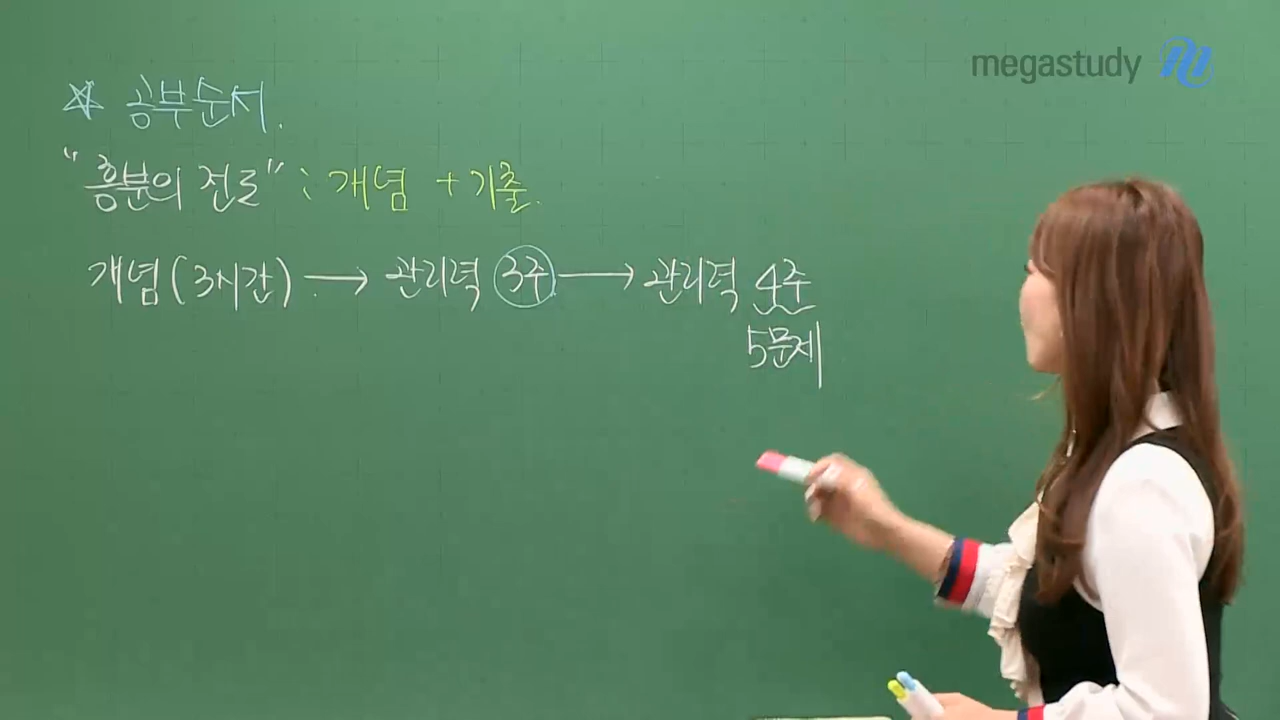 megastudy
☆ 공부순서.
"흥분의 전도" : 개념 + 기출.
개념(3시간) → 관리력 3주 → 관리력 4주
5문제